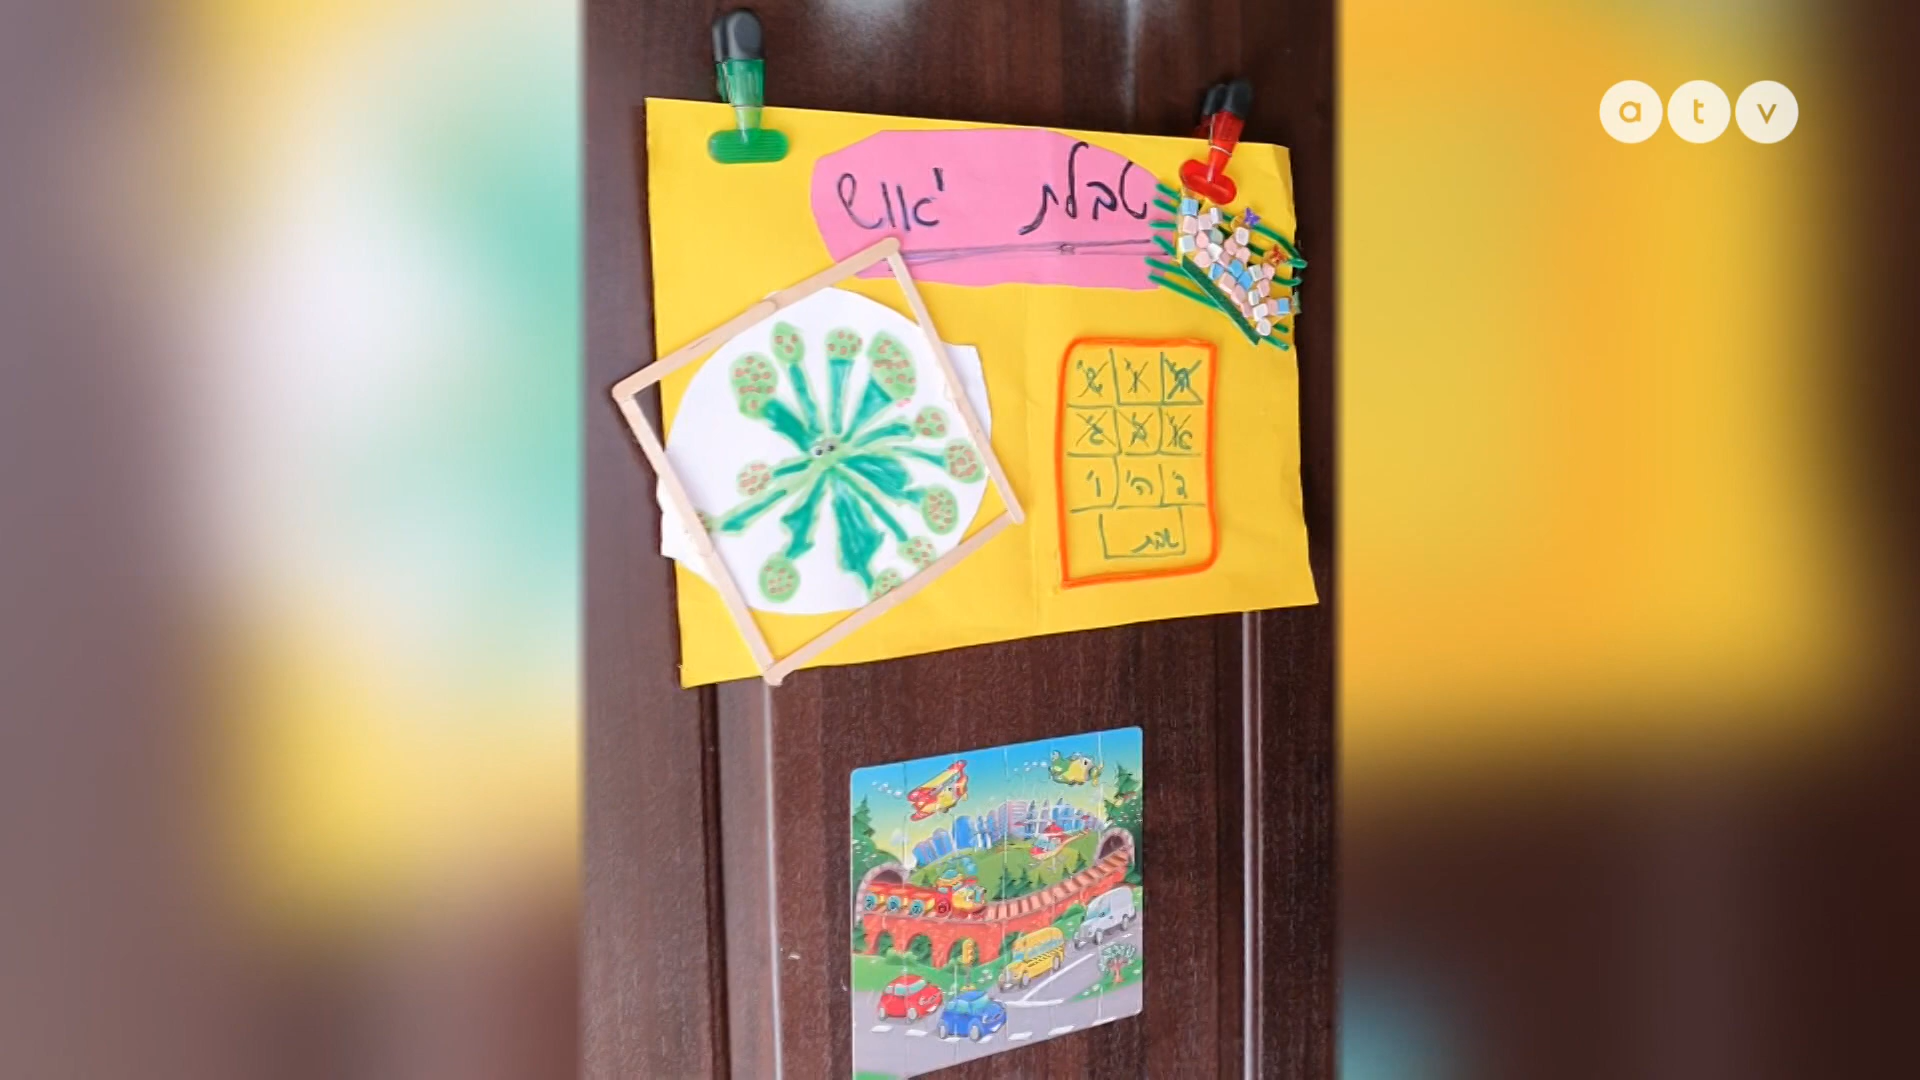 atv
טבלת יאוש
א' ב' ג'
ד' ה' ו'
שבת